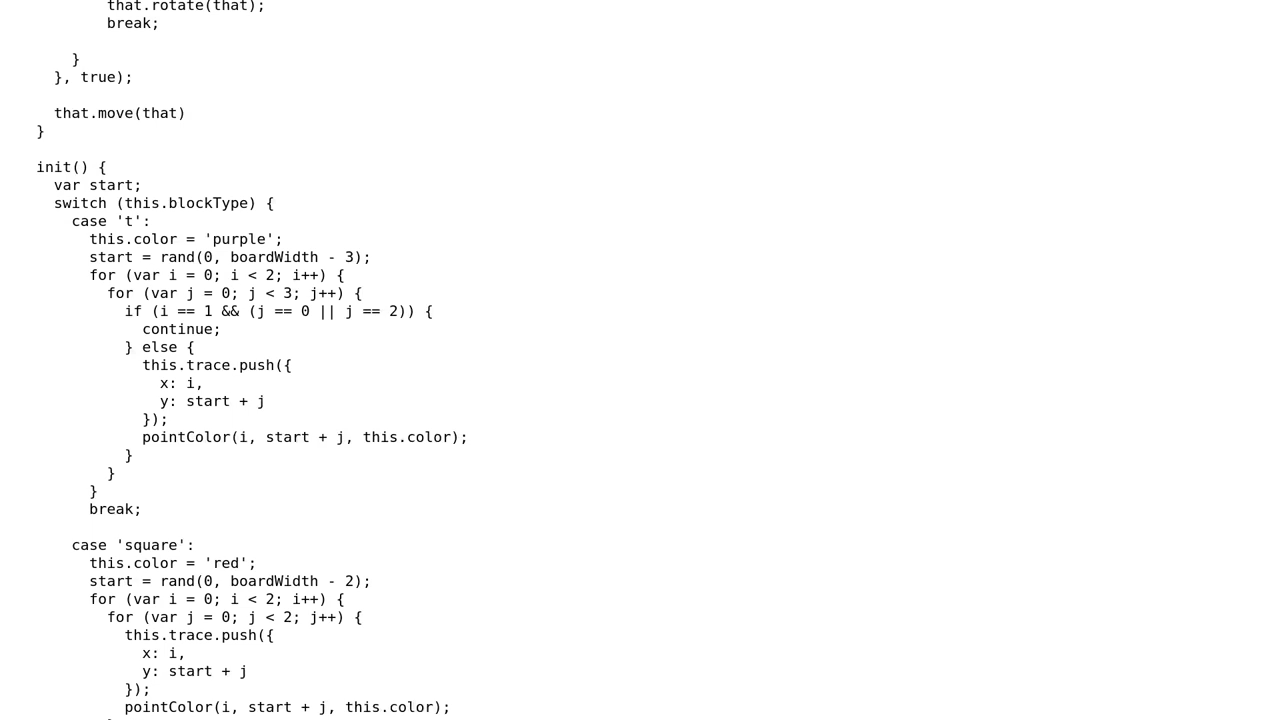 that.rotate(that);
break;
}
}, true);
that.move(that)
}
init() {
var start;
switch (this.blockType) {
case 't':
this.color = 'purple';
start = rand(0, boardWidth - 3);
for (var i = 0; i < 2; i++) {
for (var j = 0; j < 3; j++) {
if (i == 1 && (j == 0 || j == 2)) {
continue;
} else {
this.trace.push({
x: i,
y: start + j
});
pointColor(i, start + j, this.color);
}
}
}
break;
case 'square':
this.color = 'red';
start = rand(0, boardWidth - 2);
for (var i = 0; i < 2; i++) {
for (var j = 0; j < 2; j++) {
this.trace.push({
x: i,
y: start + j
});
pointColor(i, start + j, this.color);